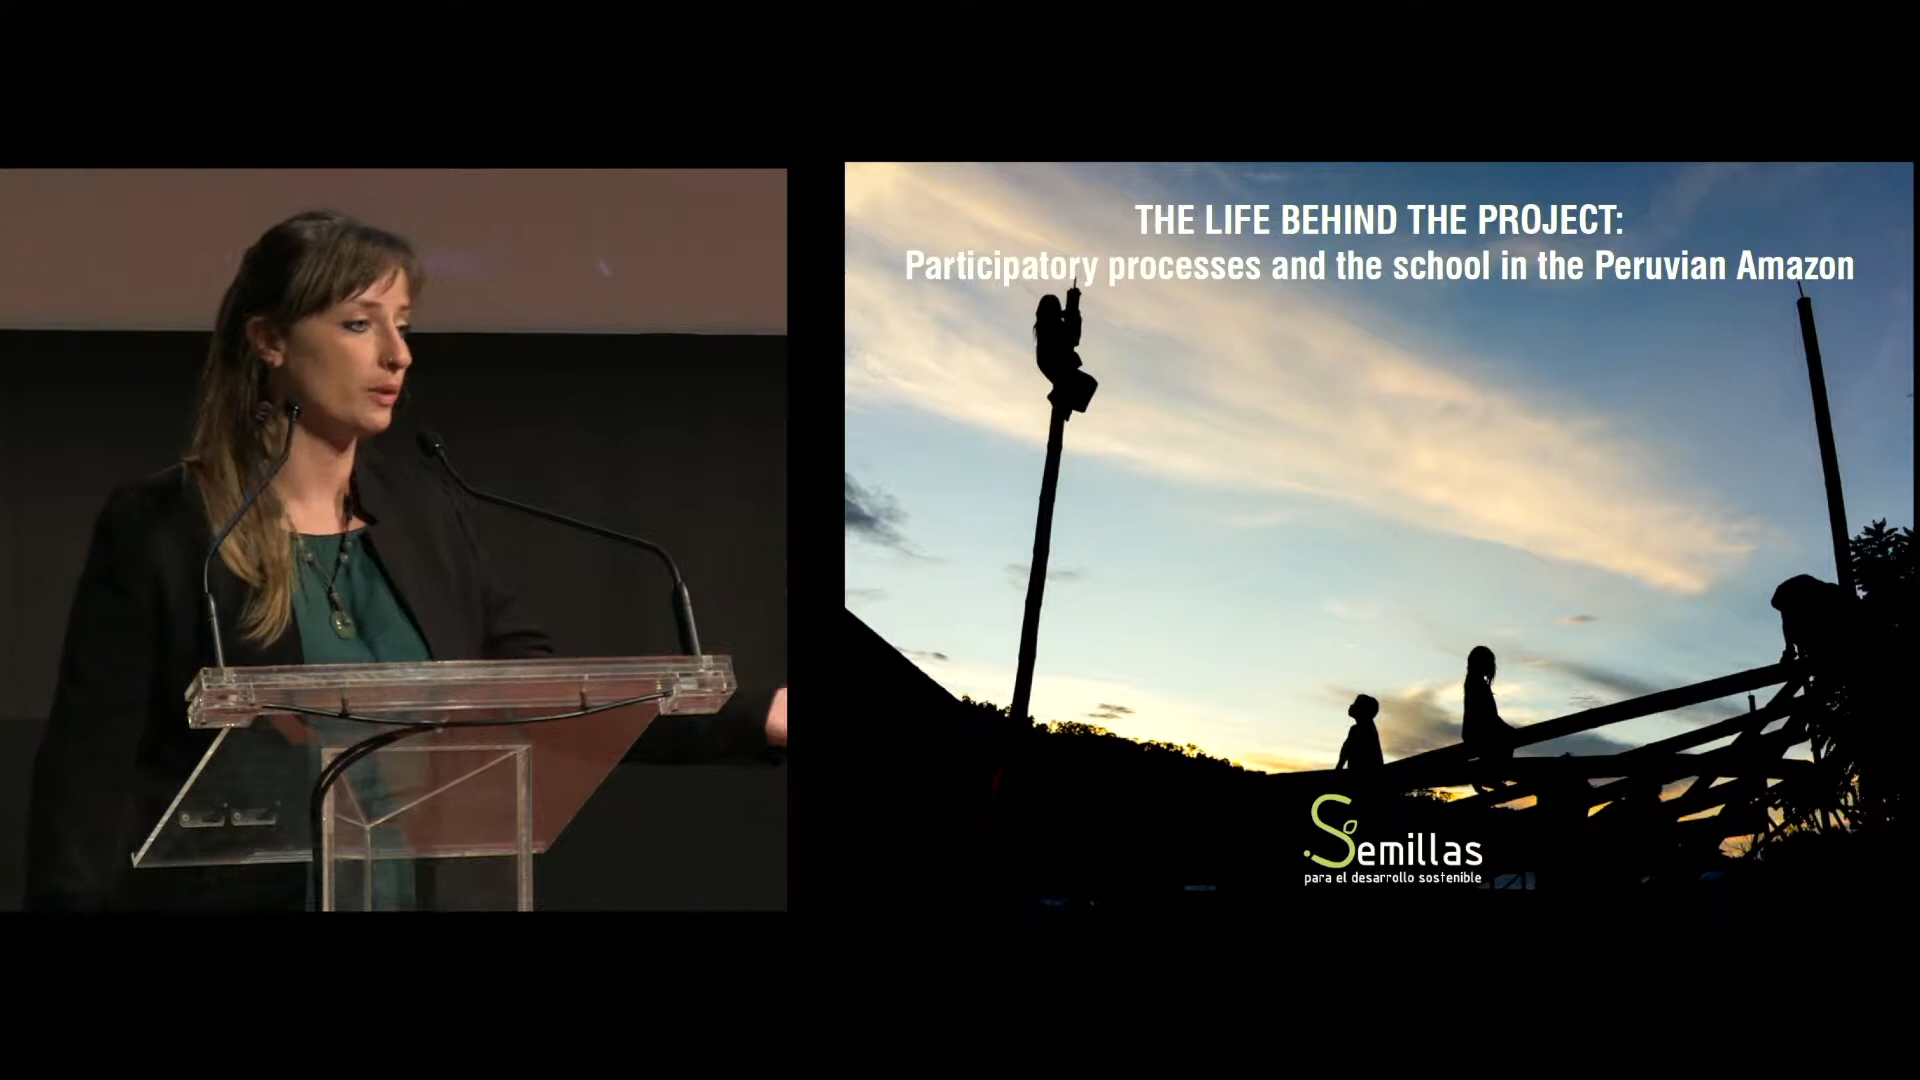 THE LIFE BEHIND THE PROJECT:
Participatory processes and the school in the Peruvian Amazon
Semillas
para el desarrollo sostenible